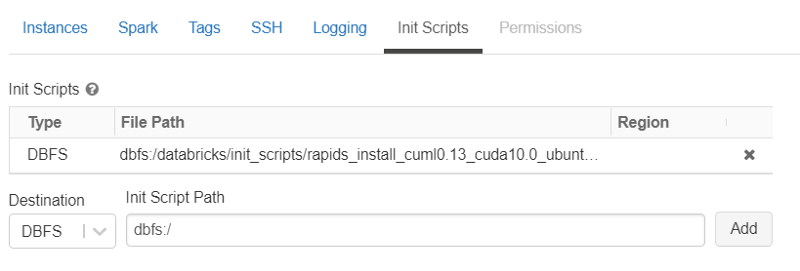 Instances Spark Tags SSH Logging Init Scripts Permissions
Init Scripts ?
Type File Path Region
DBFS dbfs:/databricks/init_scripts/rapids_install_cuml0.13_cuda10.0_ubunt...
Destination Init Script Path
DBFS dbfs:/ Add